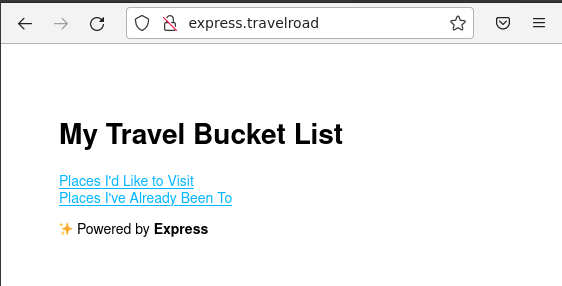 express.travelroad
My Travel Bucket List
Places I'd Like to Visit
Places I've Already Been To
✨ Powered by Express